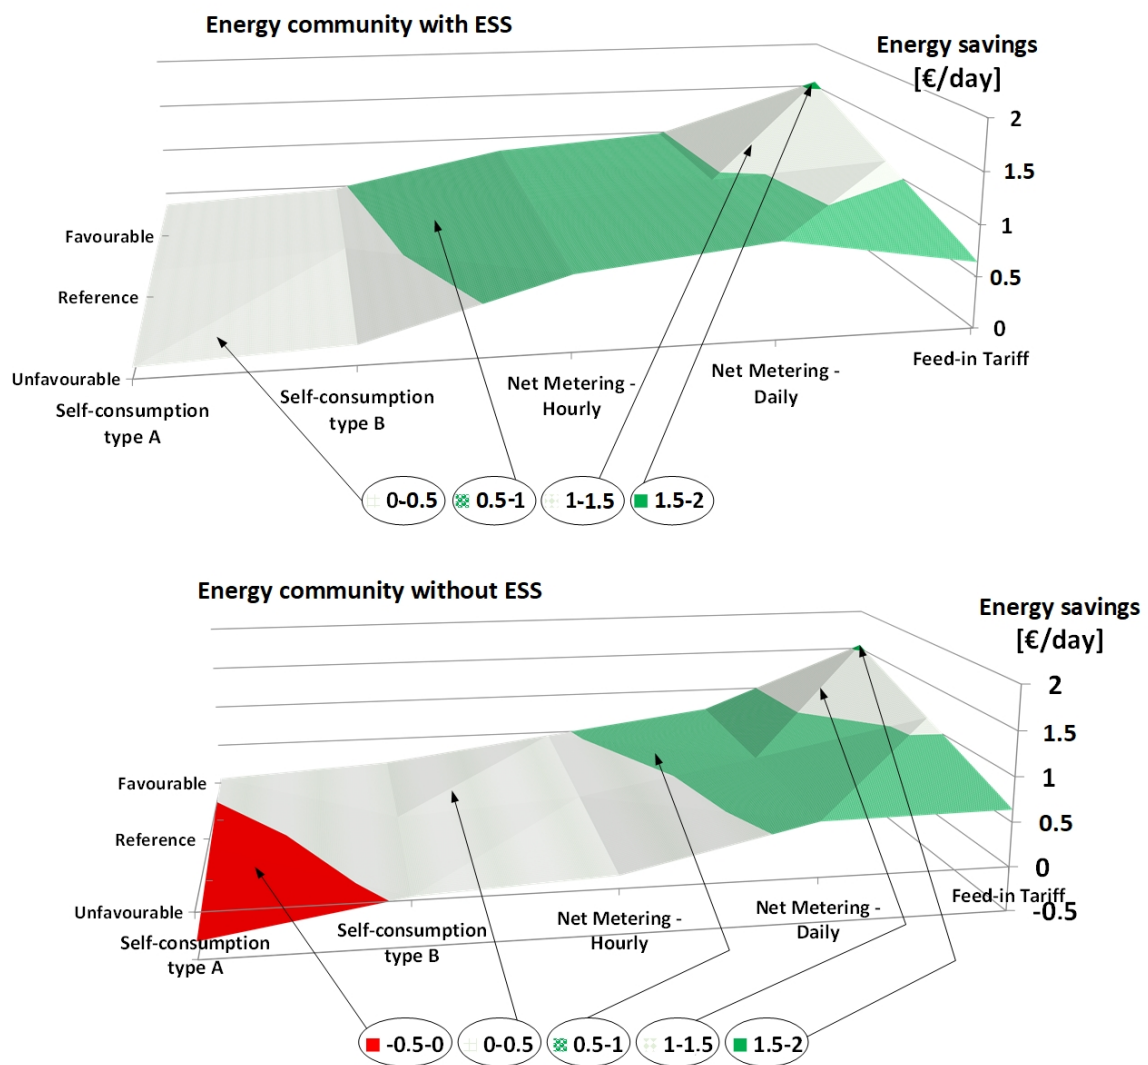 Energy community with ESS
Energy savings
[€/day]
2
1.5
1
0.5
0
Favourable
Reference
Unfavourable
Self-consumption
type A
Self-consumption
type B
Net Metering -
Hourly
Net Metering -
Daily
Feed-in Tariff
0-0.5
0.5-1
1-1.5
1.5-2
Energy community without ESS
Energy savings
[€/day]
2
1.5
1
0.5
0
-0.5
Favourable
Reference
Unfavourable
Self-consumption
type A
Self-consumption
type B
Net Metering -
Hourly
Net Metering -
Daily
Feed-in Tariff
-0.5-0
0-0.5
0.5-1
1-1.5
1.5-2